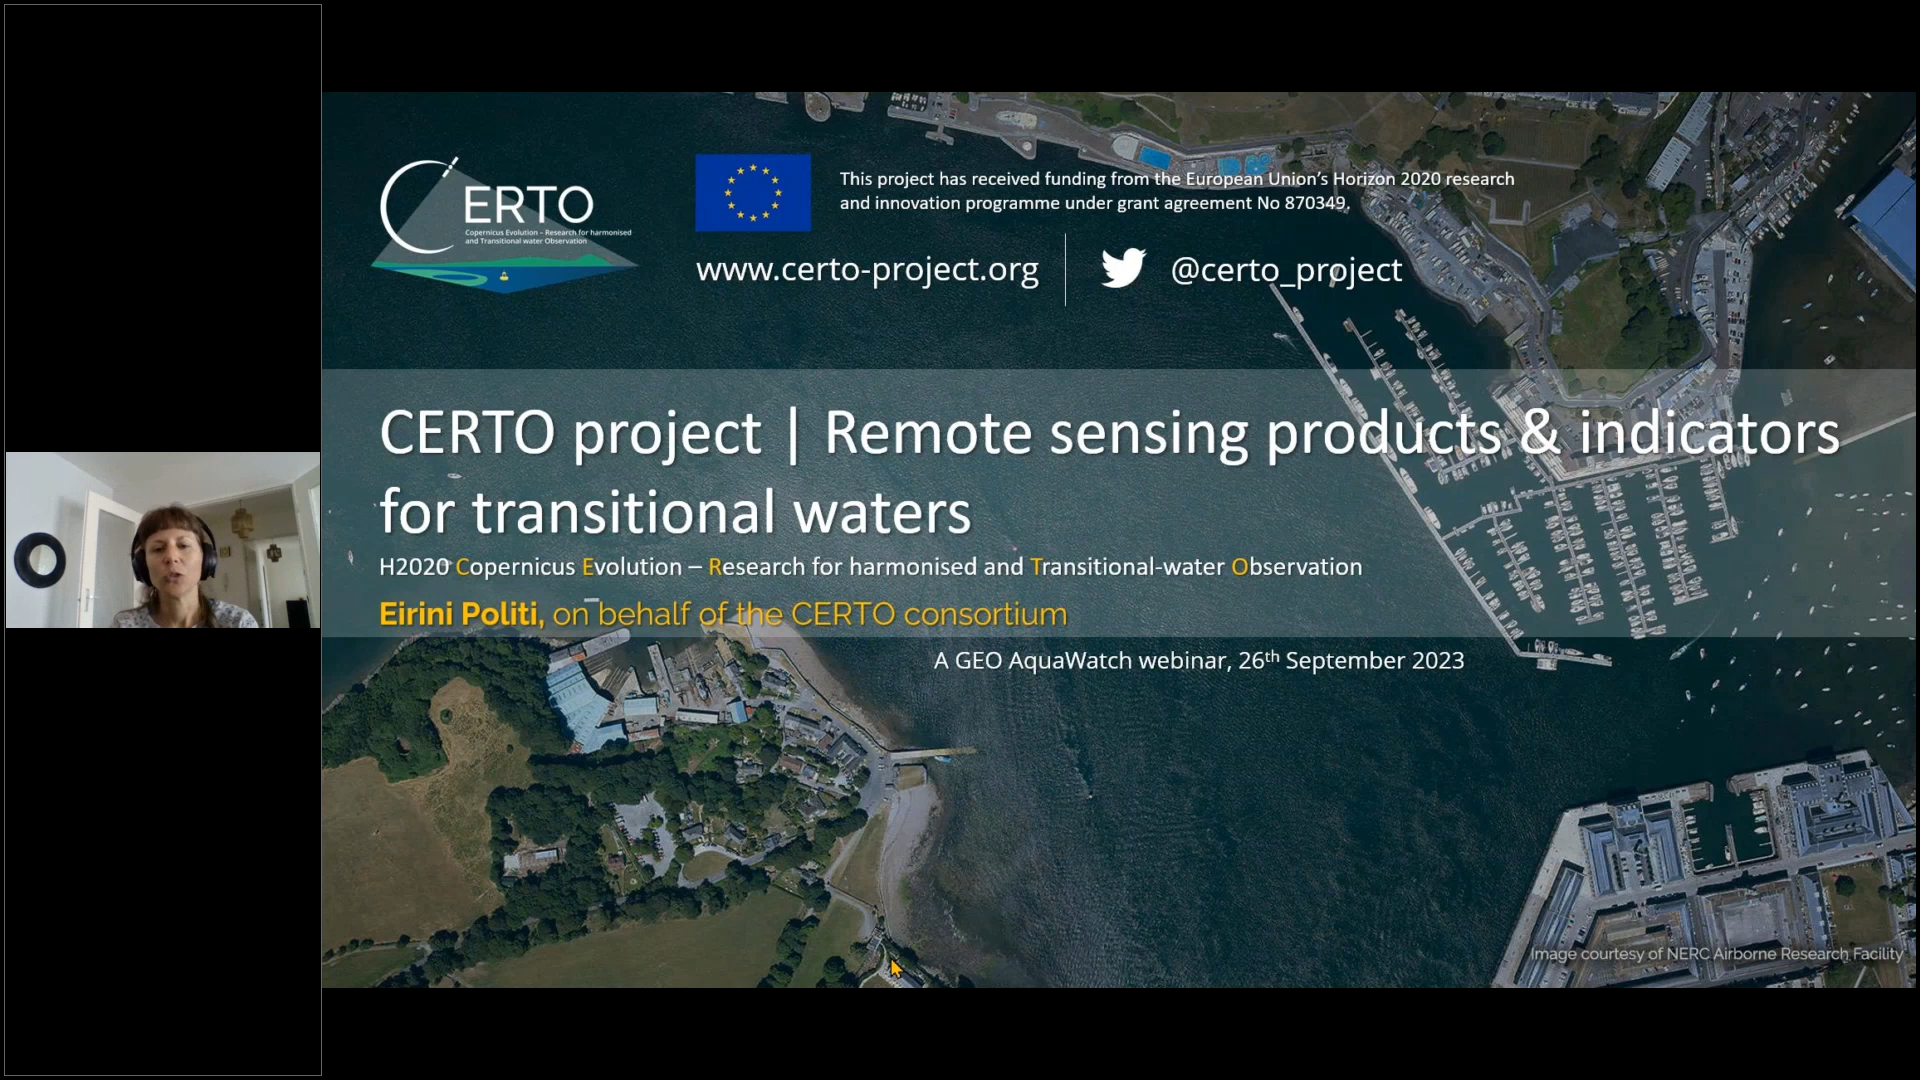 CERTO
Copernicus Evolution – Research for harmonised
and Transitional water Observation
This project has received funding from the European Union's Horizon 2020 research
and innovation programme under grant agreement No 870349.
www.certo-project.org
@certo_project
CERTO project | Remote sensing products & indicators
for transitional waters
H2020 Copernicus Evolution – Research for harmonised and Transitional-water Observation
Eirini Politi, on behalf of the CERTO consortium
A GEO AquaWatch webinar, 26th September 2023
Image courtesy of NERC Airborne Research Facility